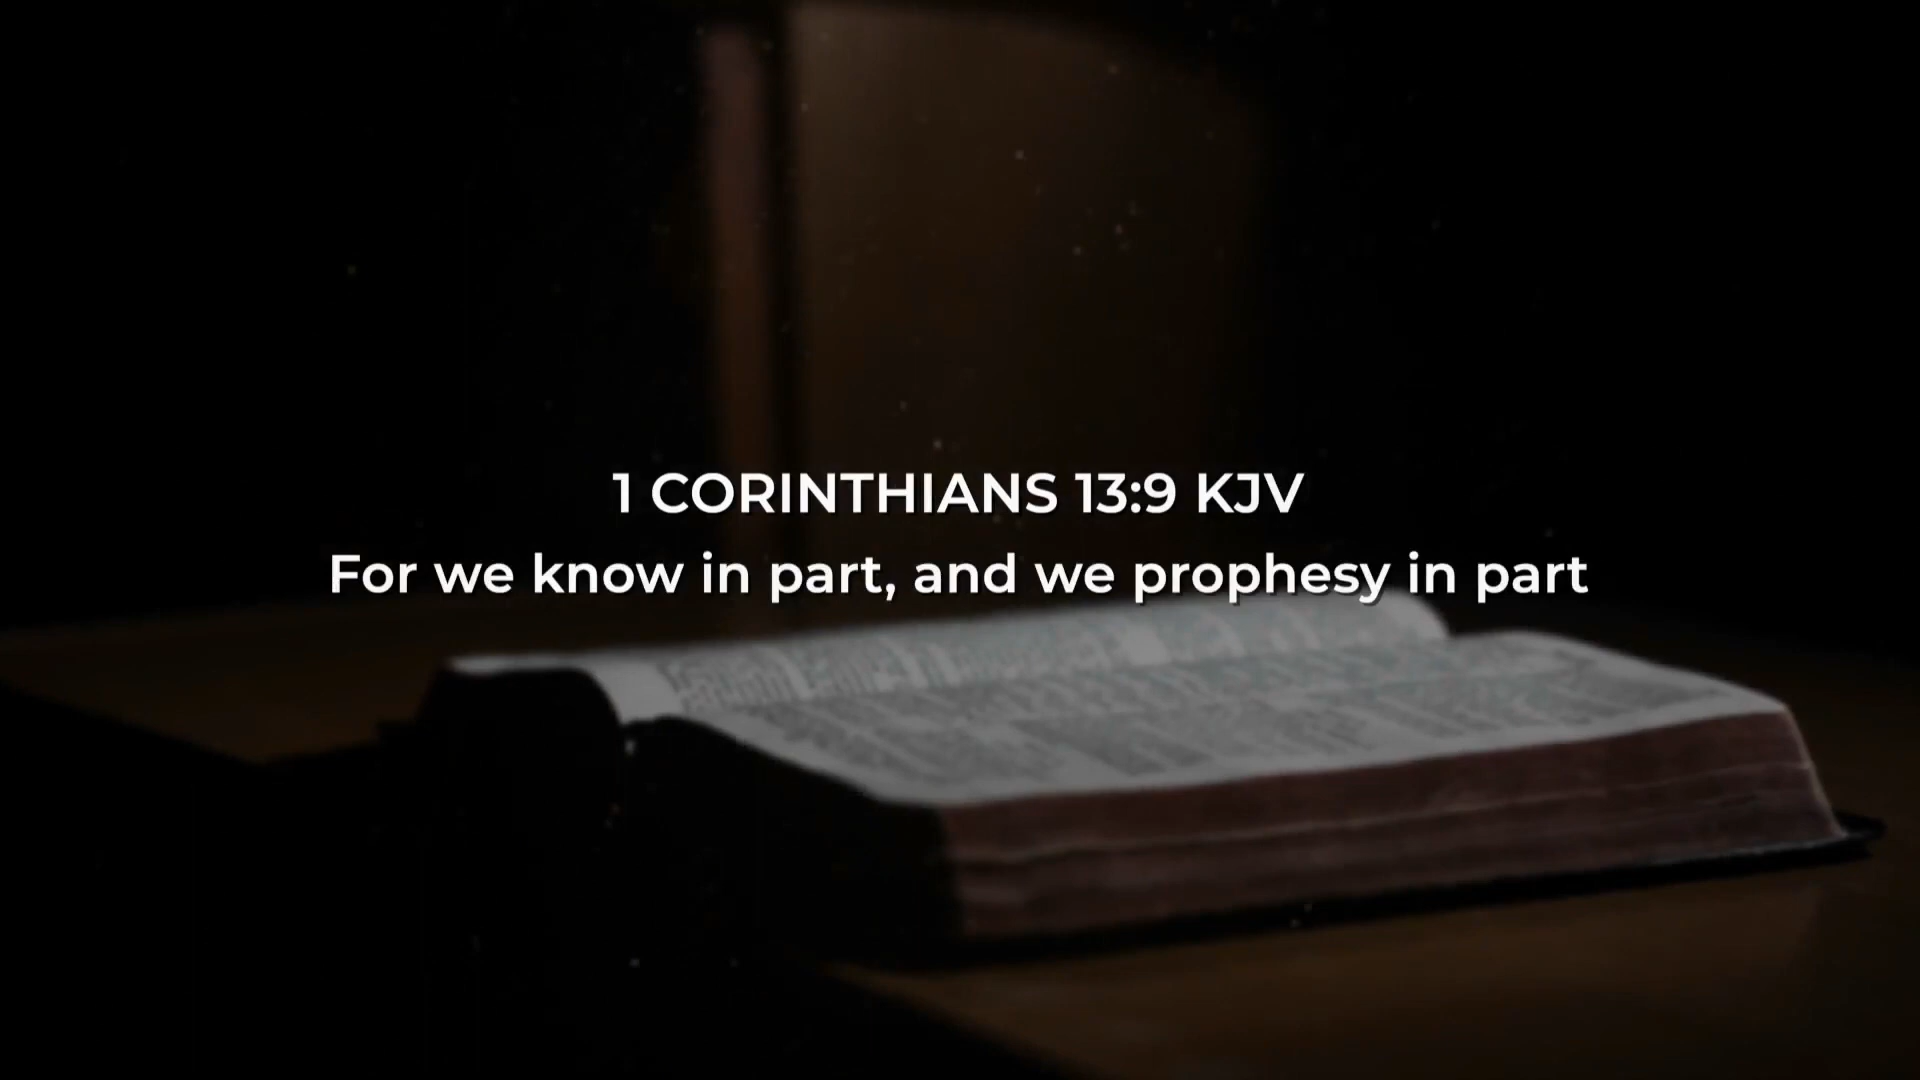 1 CORINTHIANS 13:9 KJV
For we know in part, and we prophesy in part